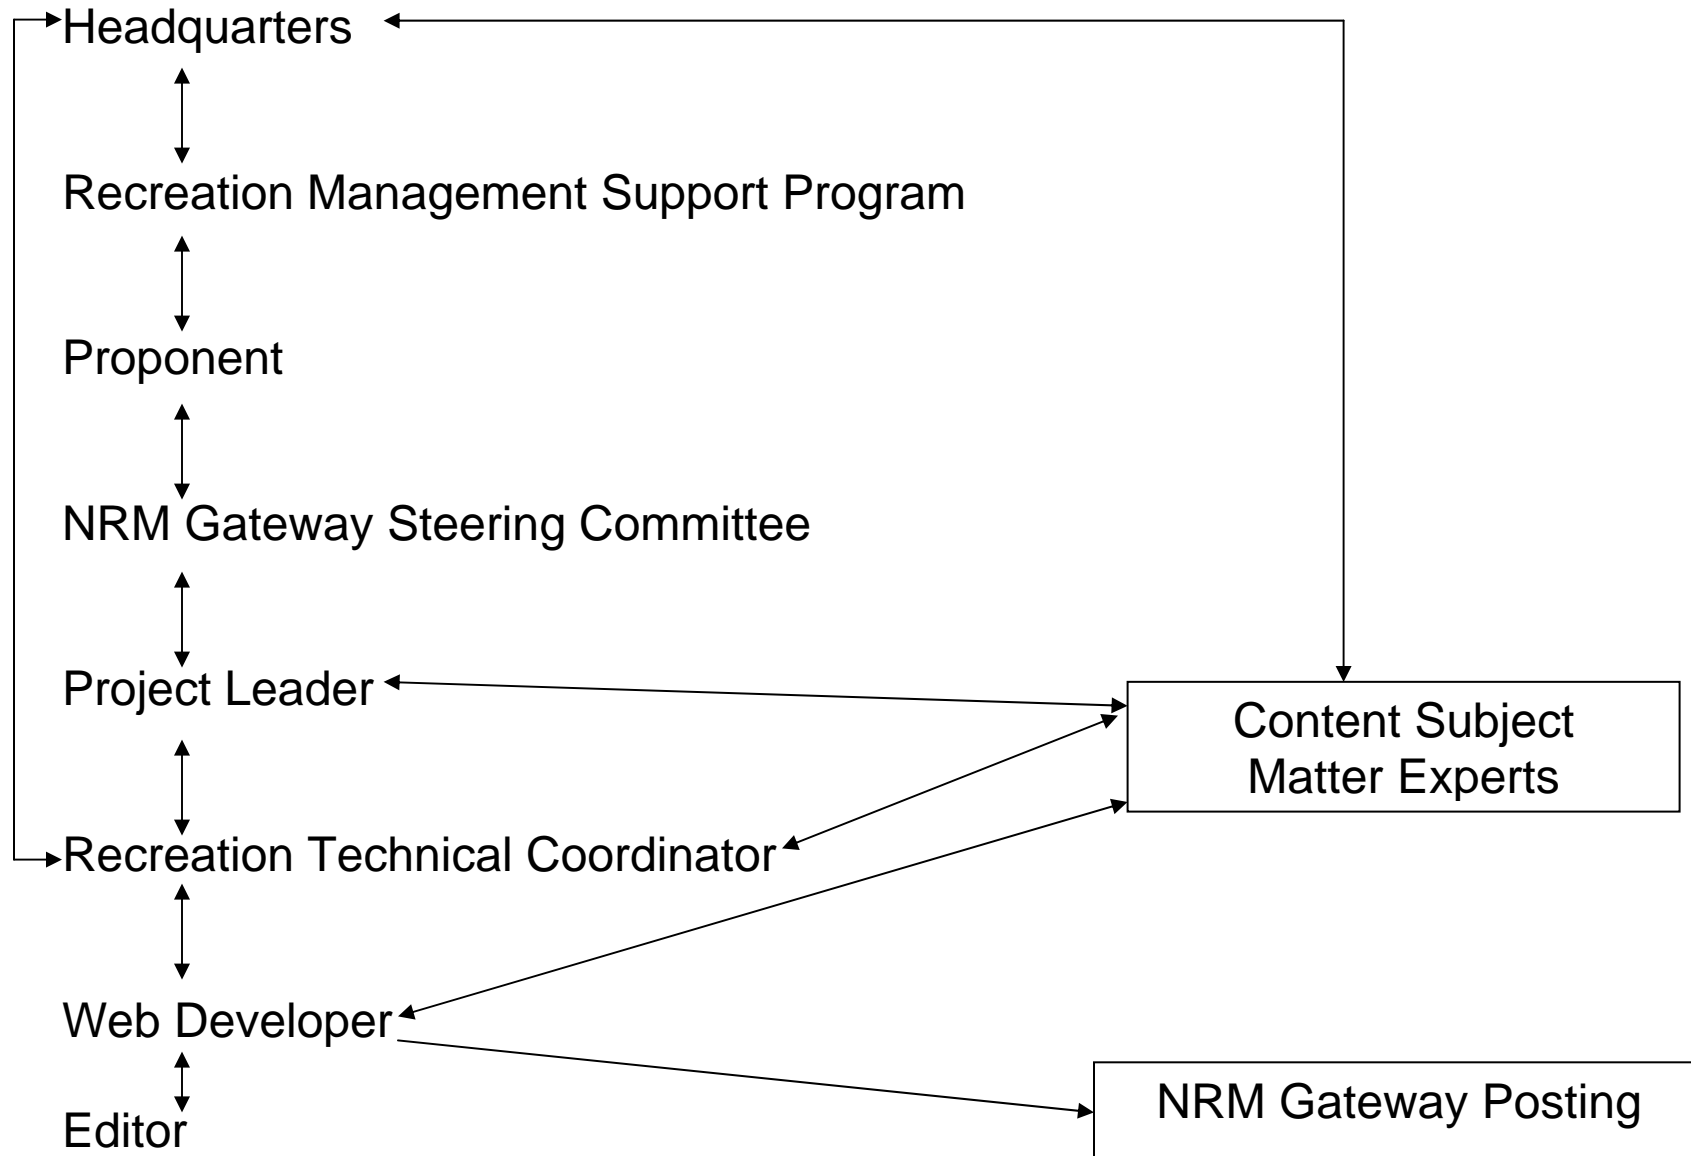 Headquarters
Recreation Management Support Program
Proponent
NRM Gateway Steering Committee
Project Leader
Content Subject
Matter Experts
Recreation Technical Coordinator
Web Developer
NRM Gateway Posting
Editor